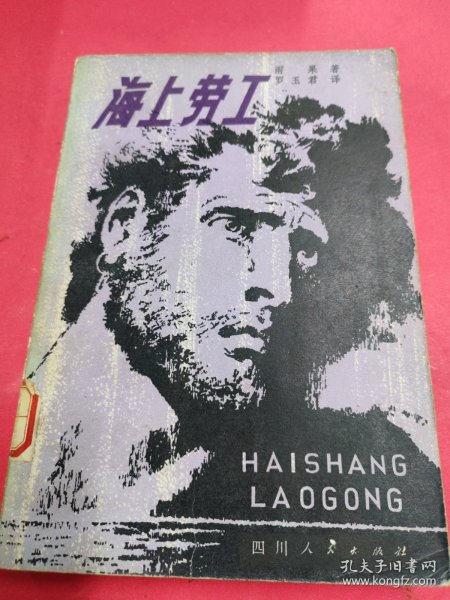 海上劳工
雨果著
罗玉君译
HAISHANG
LAOGONG
四川人民出版社
孔夫子旧书网
www.kongfz.com